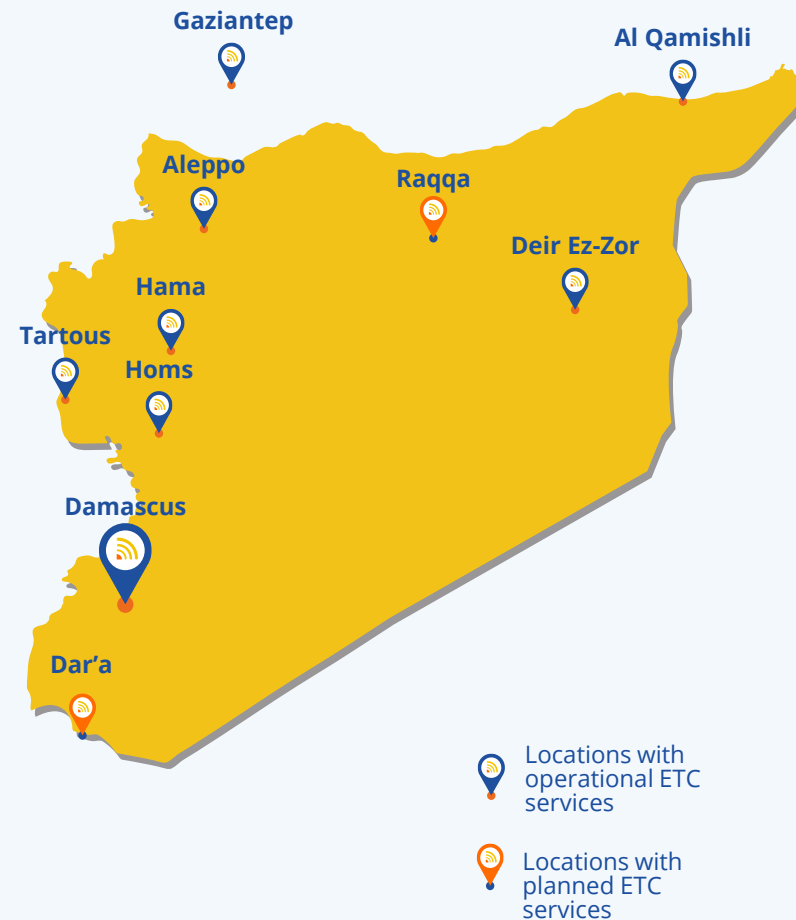 Gaziantep
Al Qamishli
Aleppo
Raqqa
Deir Ez-Zor
Hama
Tartous
Homs
Damascus
Dar’a
Locations with
operational ETC
services
Locations with
planned ETC
services